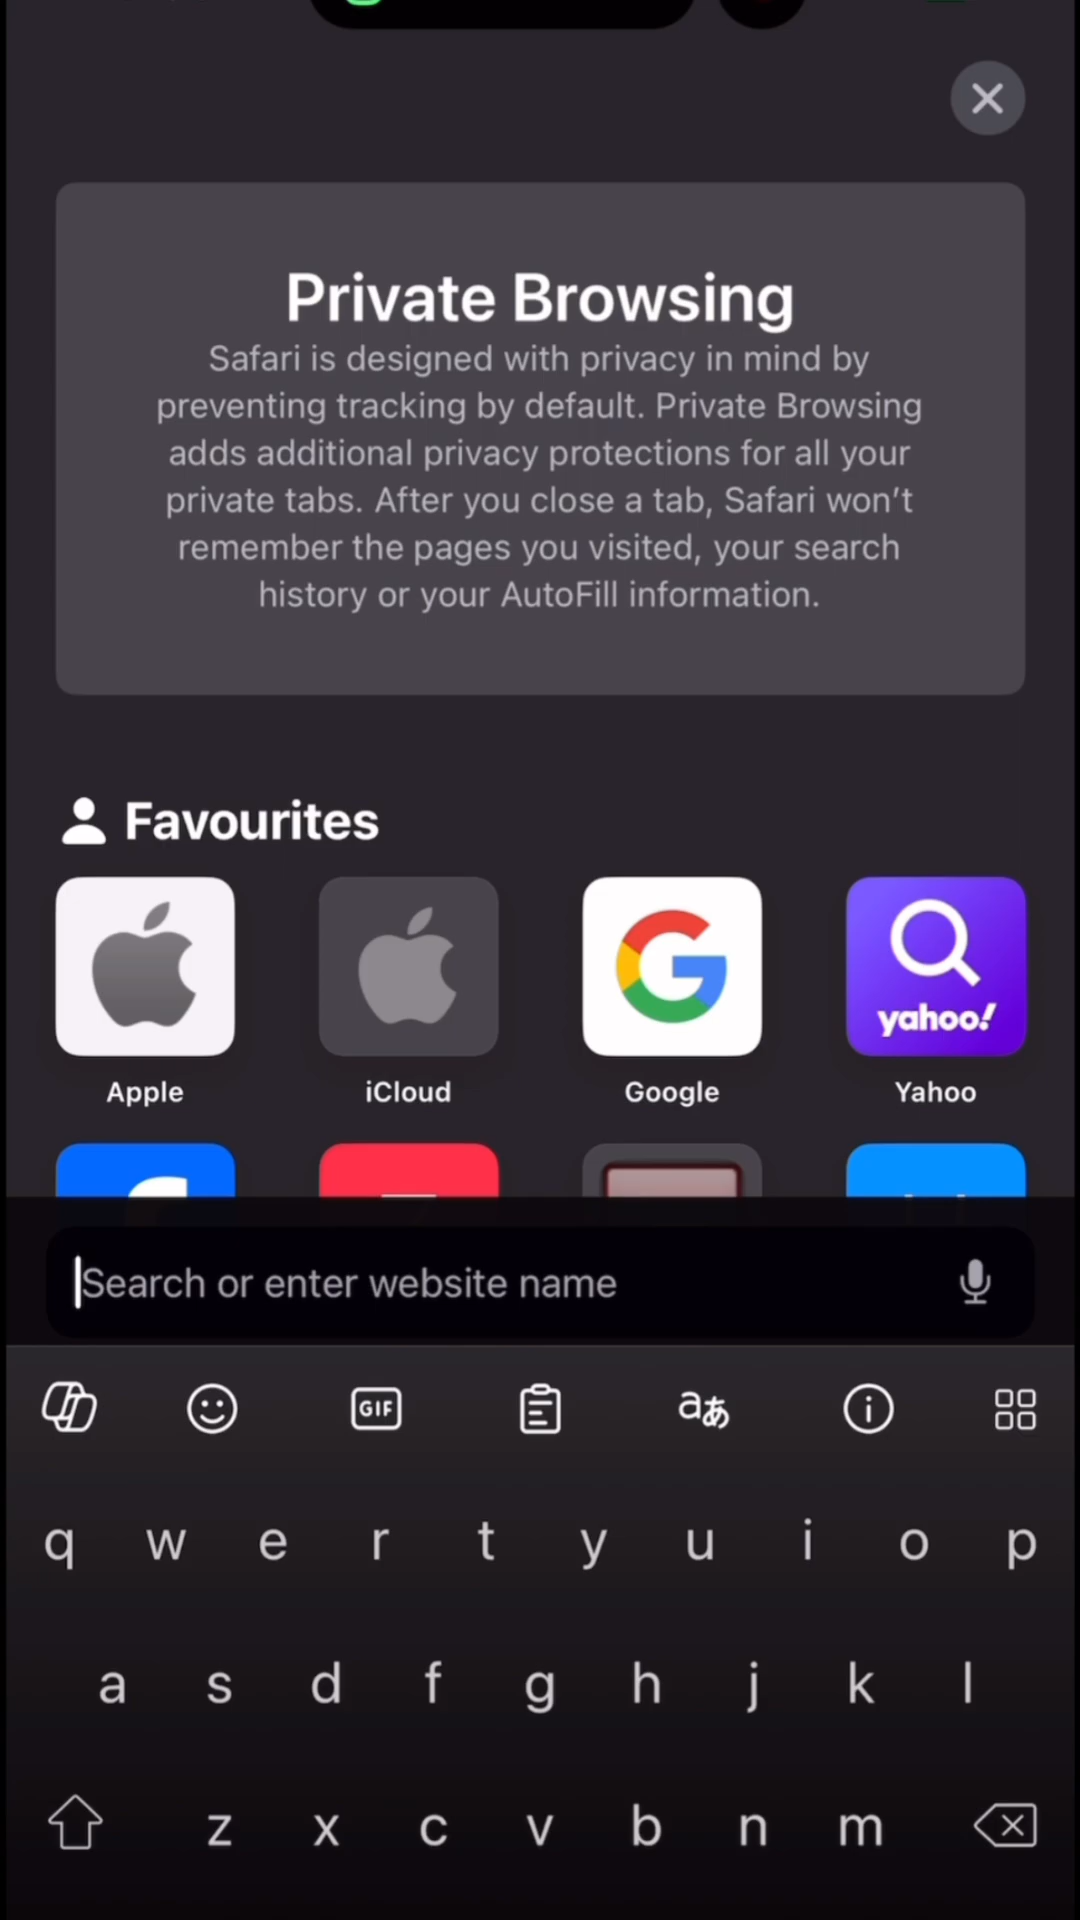 Private Browsing
Safari is designed with privacy in mind by
preventing tracking by default. Private Browsing
adds additional privacy protections for all your
private tabs. After you close a tab, Safari won’t
remember the pages you visited, your search
history or your AutoFill information.
Favourites
yahoo!
Apple iCloud Google Yahoo
Search or enter website name
GIF aあ
q w e r t y u i o p
a s d f g h j k l
z x c v b n m